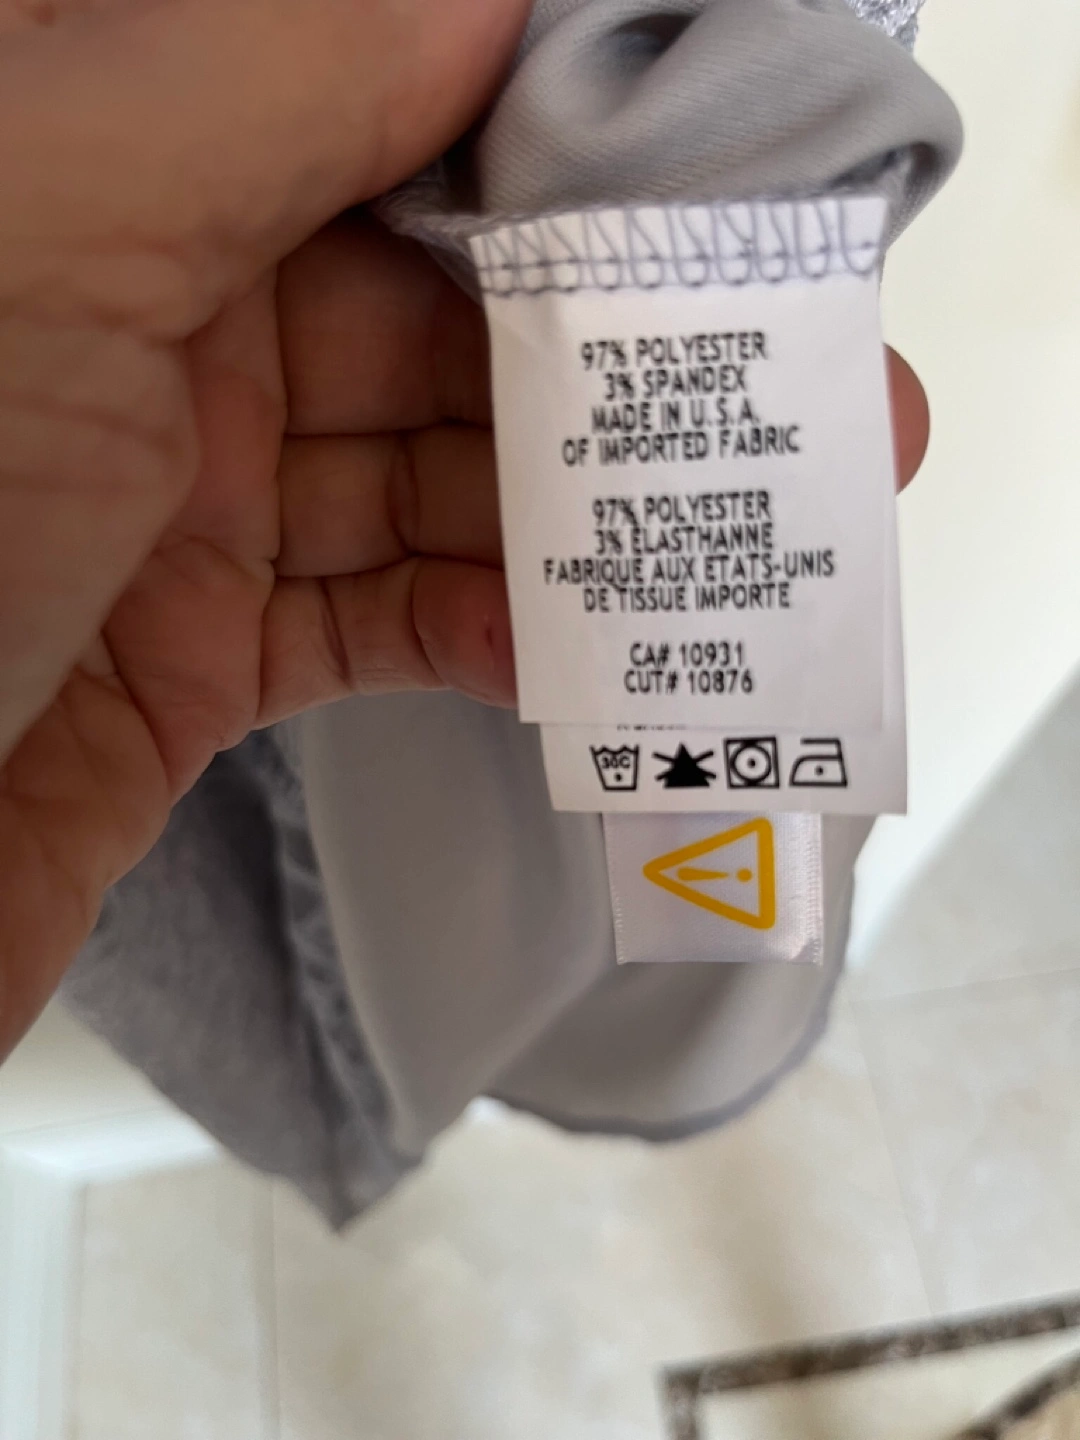 97% POLYESTER
3% SPANDEX
MADE IN U.S.A.
OF IMPORTED FABRIC
97% POLYESTER
3% ELASTHANNE
FABRIQUE AUX ETATS-UNIS
DE TISSUE IMPORTE
CA# 10931
CUT# 10876
30C